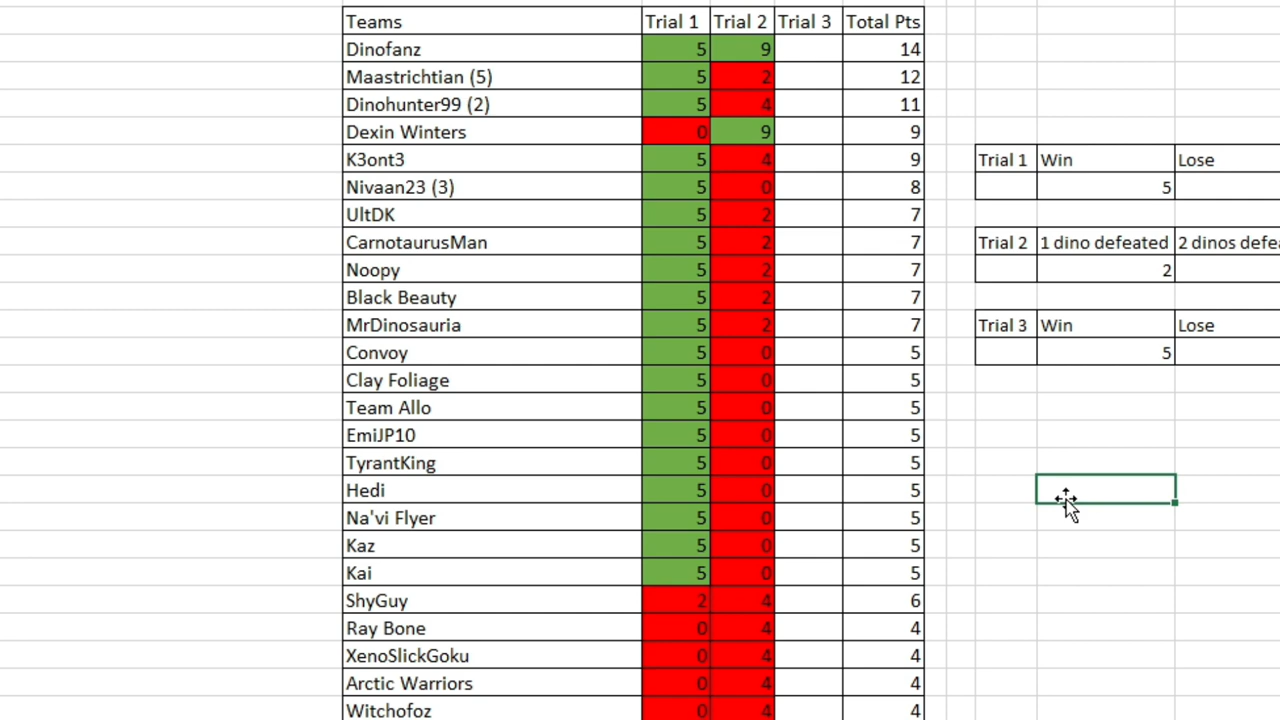 Teams Trial 1 Trial 2 Trial 3 Total Pts
Dinofanz 5 9 14
Maastrichtian (5) 5 2 12
Dinohunter99 (2) 5 4 11
Dexin Winters 0 9 9
K3ont3 5 4 9
Trial 1 Win Lose
Nivaan23 (3) 5 0 8
5
UltDK 5 2 7
CarnotaurusMan 5 2 7
Trial 2 1 dino defeated 2 dinos defea
Noopy 5 2 7
2
Black Beauty 5 2 7
MrDinosauria 5 2 7
Trial 3 Win Lose
Convoy 5 0 5
5
Clay Foliage 5 0 5
Team Allo 5 0 5
EmiJP10 5 0 5
TyrantKing 5 0 5
Hedi 5 0 5
Na'vi Flyer 5 0 5
Kaz 5 0 5
Kai 5 0 5
ShyGuy 2 4 6
Ray Bone 0 4 4
XenoSlickGoku 0 4 4
Arctic Warriors 0 4 4
Witchofoz 0 4 4